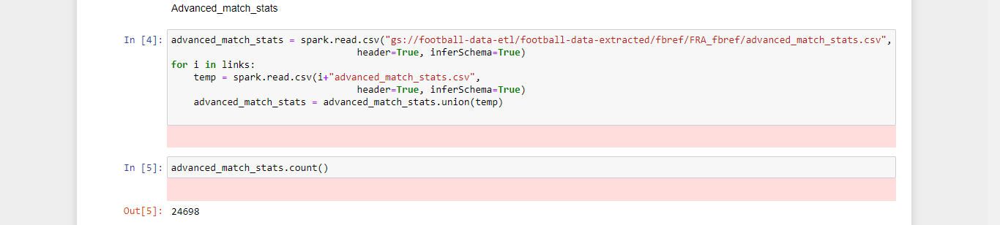 Advanced_match_stats
In [4]: advanced_match_stats = spark.read.csv("gs://football-data-etl/football-data-extracted/fbref/FRA_fbref/advanced_match_stats.csv",
header=True, inferSchema=True)
for i in links:
temp = spark.read.csv(i+"advanced_match_stats.csv",
header=True, inferSchema=True)
advanced_match_stats = advanced_match_stats.union(temp)
In [5]: advanced_match_stats.count()
Out[5]: 24698